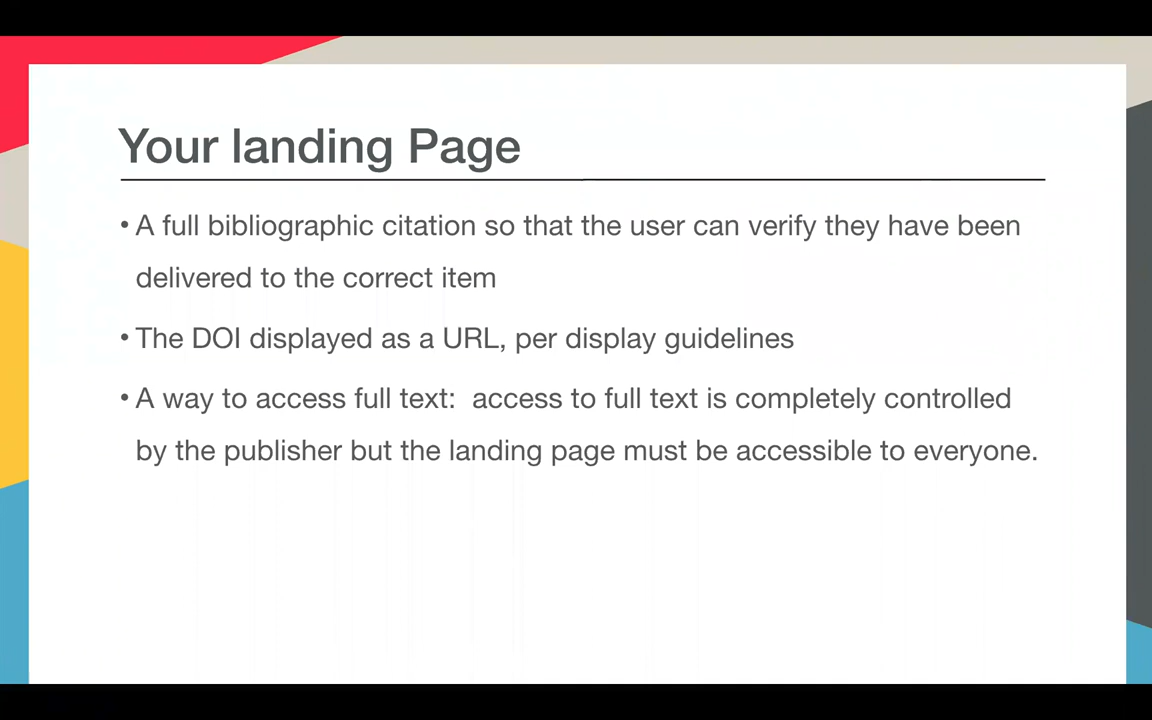 Your landing Page
• A full bibliographic citation so that the user can verify they have been
delivered to the correct item
• The DOI displayed as a URL, per display guidelines
• A way to access full text:  access to full text is completely controlled
by the publisher but the landing page must be accessible to everyone.